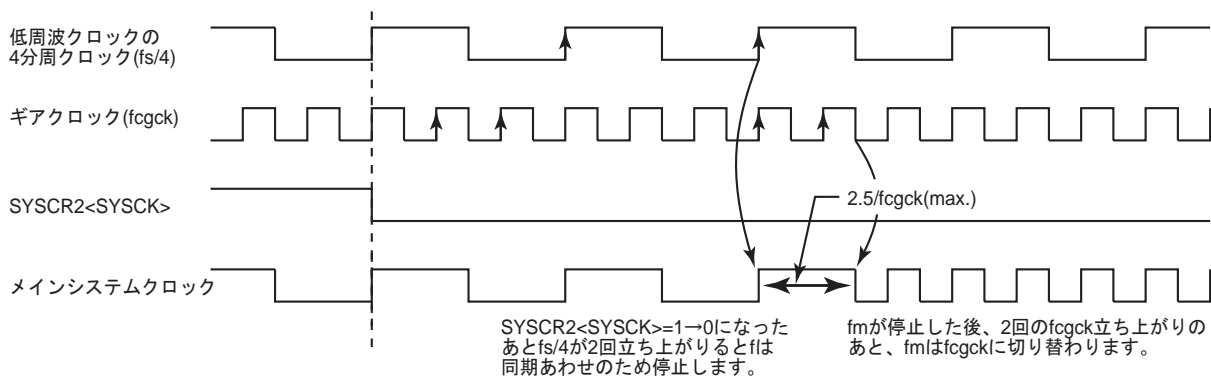 低周波クロックの
4分周クロック(fs/4)
ギアクロック(fcgck)
SYSCR2<SYSCK>
2.5/fcgck(max.)
メインシステムクロック
SYSCR2<SYSCK>=1→0になった
あとfs/4が2回立ち上がるとfは
同期あわせのため停止します。
fmが停止した後、2回のfcgck立ち上がりの
あと、fmはfcgckに切り替わります。